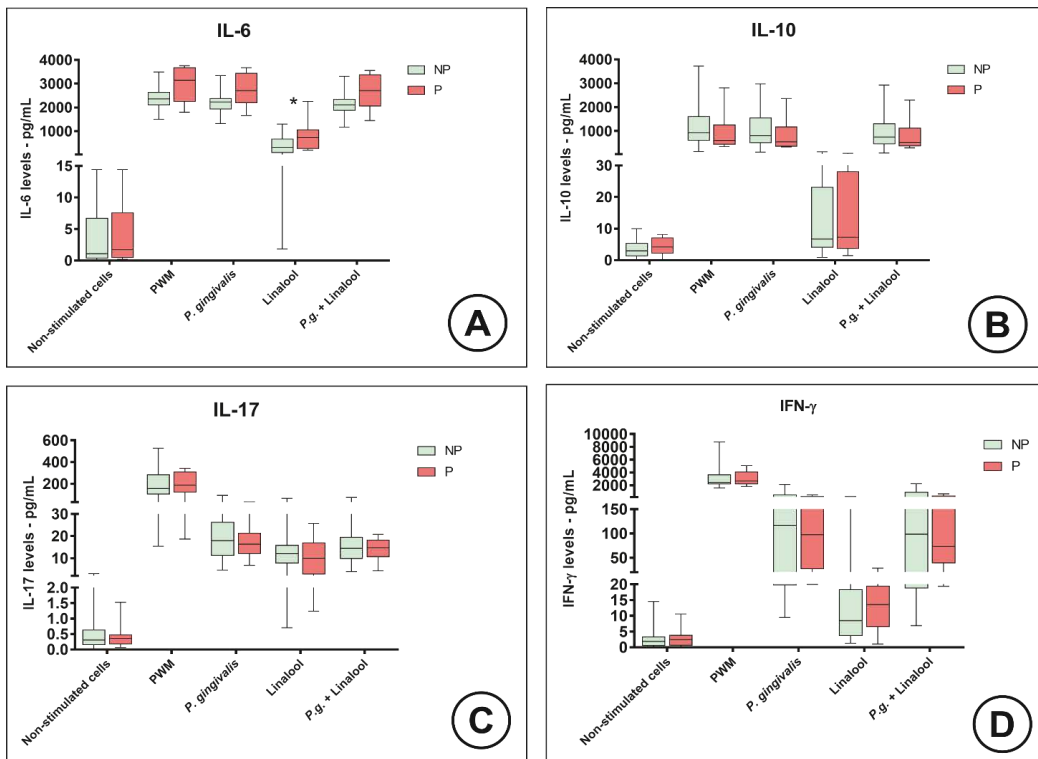 IL-6
4000
3000
2000
1000
15
10
5
0
IL-6 levels - pg/mL
NP
P
*
Non-stimulated cells
PWM
P. gingivalis
Linalool
P.g. + Linalool
A
IL-10
4000
3000
2000
1000
30
20
10
0
IL-10 levels - pg/mL
NP
P
Non-stimulated cells
PWM
P. gingivalis
Linalool
P.g + Linalool
B
IL-17
600
400
200
30
20
10
2.0
1.5
1.0
0.5
0.0
IL-17 levels - pg/mL
NP
P
Non-stimulated cells
PWM
P. gingivalis
Linalool
P.g. + Linalool
C
IFN-γ
10000
8000
6000
4000
2000
150
100
50
20
15
10
5
0
IFN-γ levels - pg/mL
NP
P
Non-stimulated cells
PWM
P. gingivalis
Linalool
P.g. + Linalool
D